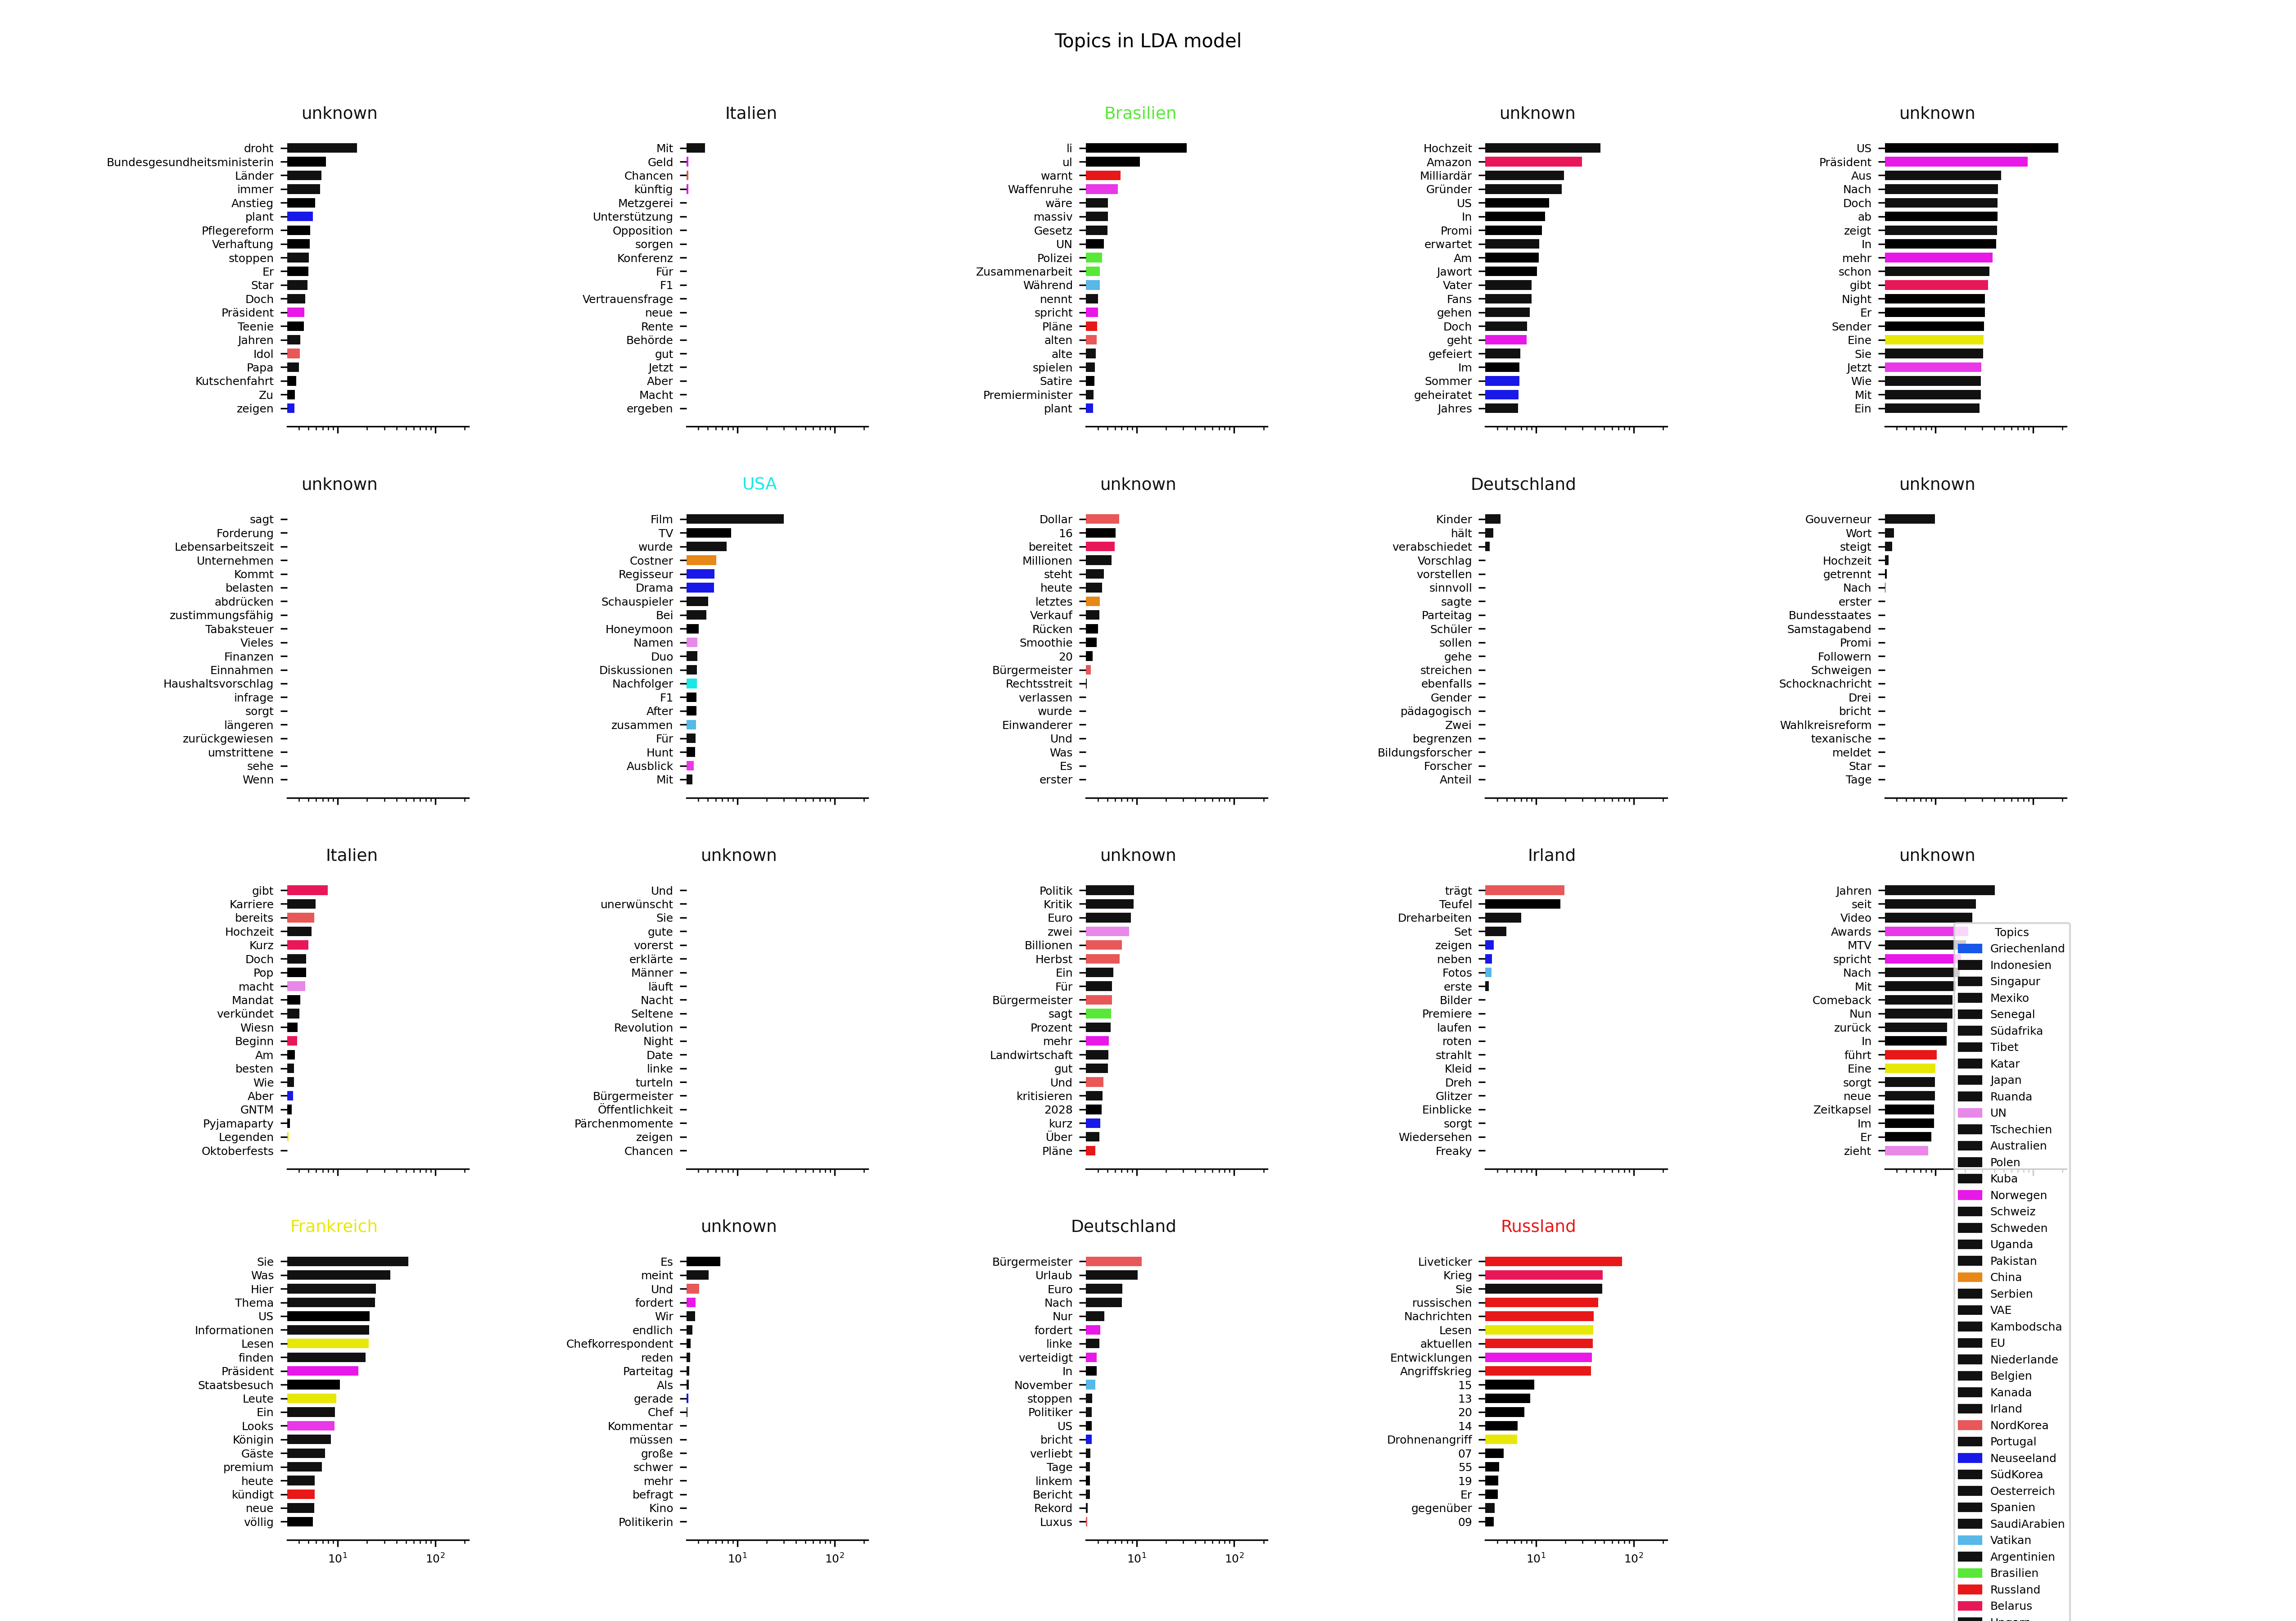 Topics in LDA model
unknown
droht
Bundesgesundheitsministerin
Länder
immer
Anstieg
plant
Pflegereform
Verhaftung
stoppen
Er
Star
Doch
Präsident
Teenie
Jahren
Idol
Papa
Kutschenfahrt
Zu
zeigen
Italien
Mit
Geld
Chancen
künftig
Metzgerei
Unterstützung
Opposition
sorgen
Konferenz
Für
F1
Vertrauensfrage
neue
Rente
Behörde
gut
Jetzt
Aber
Macht
ergeben
Brasilien
li
ul
warnt
Waffenruhe
wäre
massiv
Gesetz
UN
Polizei
Zusammenarbeit
Während
nennt
spricht
Pläne
alten
alte
spielen
Satire
Premierminister
plant
unknown
Hochzeit
Amazon
Milliardär
Gründer
US
In
Promi
erwartet
Am
Jawort
Vater
Fans
gehen
Doch
geht
gefeiert
Im
Sommer
geheiratet
Jahres
unknown
US
Präsident
Aus
Nach
Doch
ab
zeigt
In
mehr
schon
gibt
Night
Er
Sender
Eine
Sie
Jetzt
Wie
Mit
Ein
unknown
sagt
Forderung
Lebensarbeitszeit
Unternehmen
Kommt
belasten
abdrücken
zustimmungsfähig
Tabaksteuer
Vieles
Finanzen
Einnahmen
Haushaltsvorschlag
infrage
sorgt
längeren
zurückgewiesen
umstrittene
sehe
Wenn
USA
Film
TV
wurde
Costner
Regisseur
Drama
Schauspieler
Bei
Honeymoon
Namen
Duo
Diskussionen
Nachfolger
F1
After
zusammen
Für
Hunt
Ausblick
Mit
unknown
Dollar
16
bereitet
Millionen
steht
heute
letztes
Verkauf
Rücken
Smoothie
20
Bürgermeister
Rechtsstreit
verlassen
wurde
Einwanderer
Und
Was
Es
erster
Deutschland
Kinder
hält
verabschiedet
Vorschlag
vorstellen
sinnvoll
sagte
Parteitag
Schüler
sollen
gehe
streichen
ebenfalls
Gender
pädagogisch
Zwei
begrenzen
Bildungsforscher
Forscher
Anteil
unknown
Gouverneur
Wort
steigt
Hochzeit
getrennt
Nach
erster
Bundesstaates
Samstagabend
Promi
Followern
Schweigen
Schocknachricht
Drei
bricht
Wahlkreisreform
texanische
meldet
Star
Tage
Italien
gibt
Karriere
bereits
Hochzeit
Kurz
Doch
Pop
macht
Mandat
verkündet
Wiesn
Beginn
Am
besten
Wie
Aber
GNTM
Pyjamaparty
Legenden
Oktoberfests
unknown
Und
unerwünscht
Sie
gute
vorerst
erklärte
Männer
läuft
Nacht
Seltene
Revolution
Night
Date
linke
turteln
Bürgermeister
Öffentlichkeit
Pärchenmomente
zeigen
Chancen
unknown
Politik
Kritik
Euro
zwei
Billionen
Herbst
Ein
Für
Bürgermeister
sagt
Prozent
mehr
Landwirtschaft
gut
Und
kritisieren
2028
kurz
Über
Pläne
Irland
trägt
Teufel
Dreharbeiten
Set
zeigen
neben
Fotos
erste
Bilder
Premiere
laufen
roten
strahlt
Kleid
Dreh
Glitzer
Einblicke
sorgt
Wiedersehen
Freaky
unknown
Jahren
seit
Video
Awards
MTV
spricht
Nach
Mit
Comeback
Nun
zurück
In
führt
Eine
sorgt
neue
Zeitkapsel
Im
Er
zieht
Frankreich
Sie
Was
Hier
Thema
US
Informationen
Lesen
finden
Präsident
Staatsbesuch
Leute
Ein
Looks
Königin
Gäste
premium
heute
kündigt
neue
völlig
10^1
10^2
unknown
Es
meint
Und
fordert
Wir
endlich
Chefkorrespondent
reden
Parteitag
Als
gerade
Chef
Kommentar
müssen
große
schwer
mehr
befragt
Kino
Politikerin
10^1
10^2
Deutschland
Bürgermeister
Urlaub
Euro
Nach
Nur
fordert
linke
verteidigt
In
November
stoppen
Politiker
US
bricht
verliebt
Tage
linkem
Bericht
Rekord
Luxus
10^1
10^2
Russland
Liveticker
Krieg
Sie
russischen
Nachrichten
Lesen
aktuellen
Entwicklungen
Angriffskrieg
15
13
20
14
Drohnenangriff
07
55
19
Er
gegenüber
09
10^1
10^2
Topics
Griechenland
Indonesien
Singapur
Mexiko
Senegal
Südafrika
Tibet
Katar
Japan
Ruanda
UN
Tschechien
Australien
Polen
Kuba
Norwegen
Schweiz
Schweden
Uganda
Pakistan
China
Serbien
VAE
Kambodscha
EU
Niederlande
Belgien
Kanada
Irland
NordKorea
Portugal
Neuseeland
SüdKorea
Oesterreich
Spanien
SaudiArabien
Vatikan
Argentinien
Brasilien
Russland
Belarus